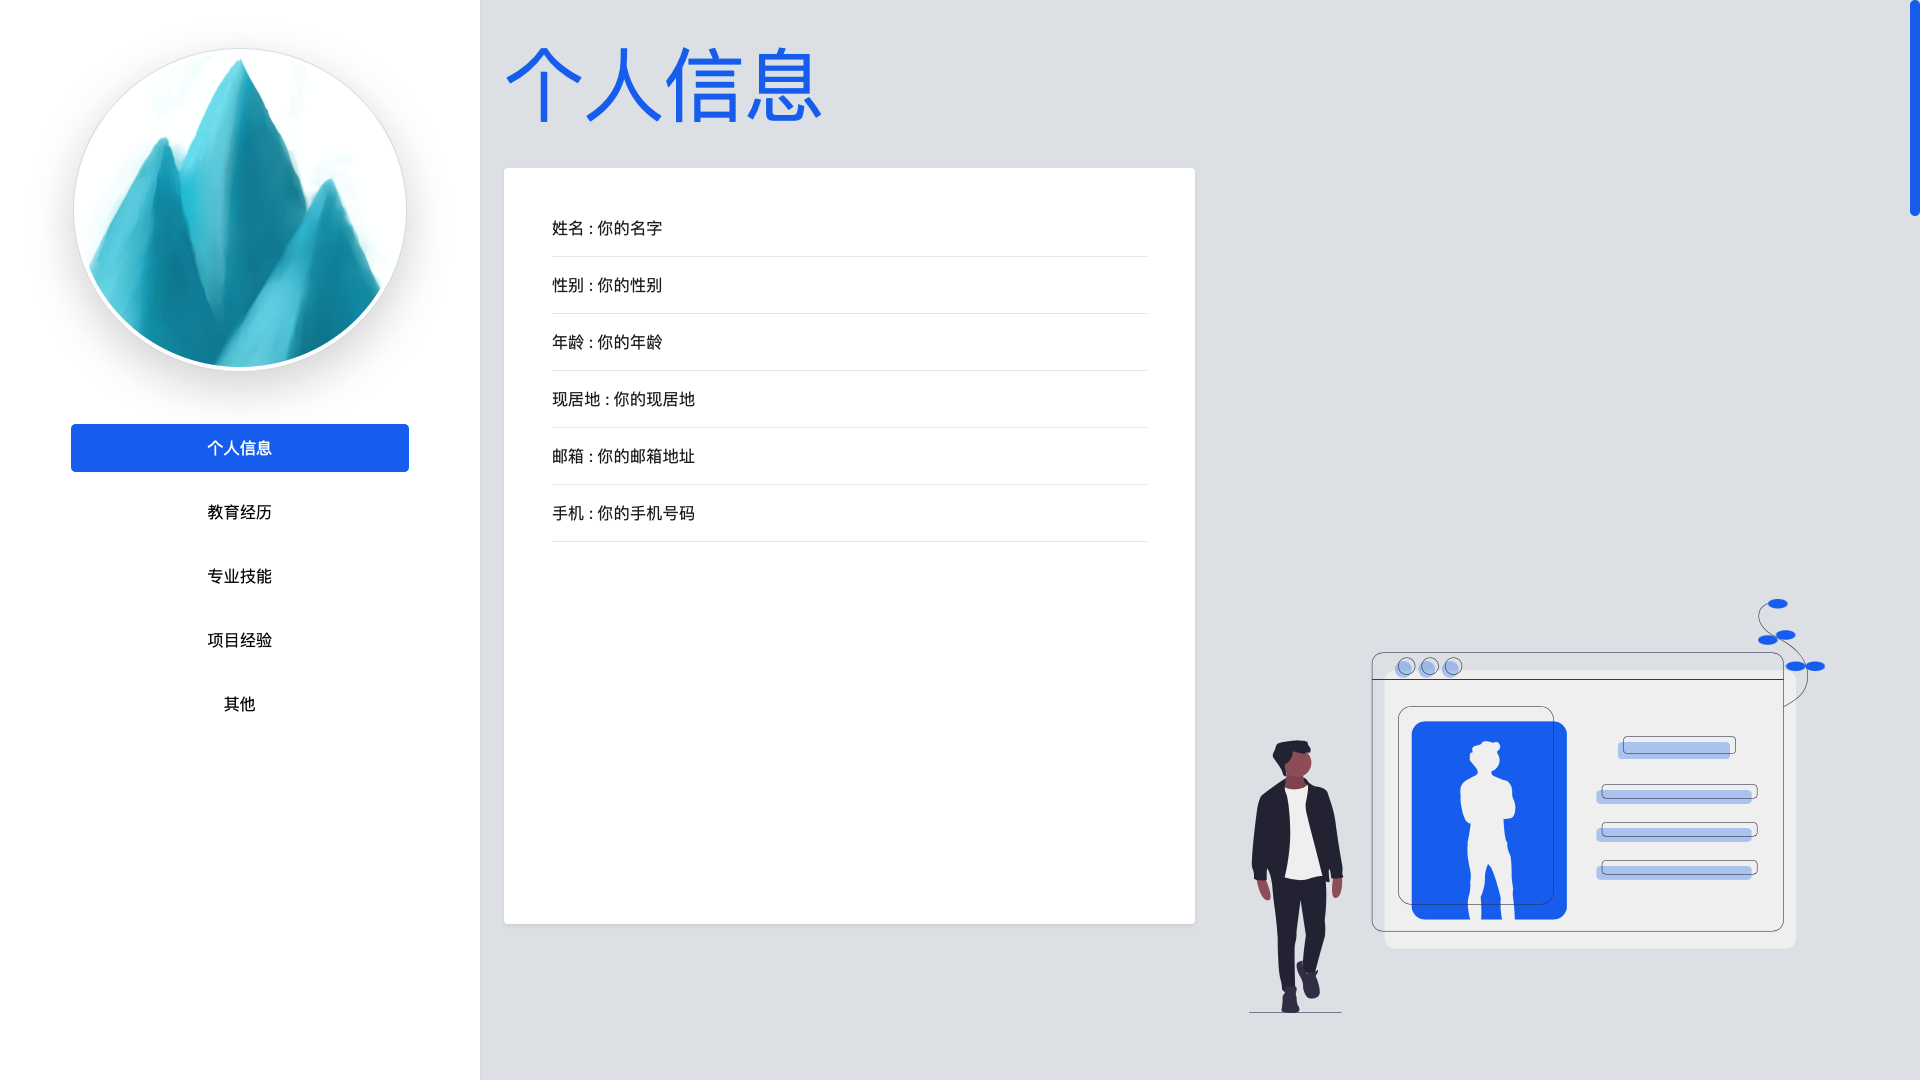 个人信息
教育经历
专业技能
项目经验
其他
个人信息
姓名 : 你的名字
性别 : 你的性别
年龄 : 你的年龄
现居地 : 你的现居地
邮箱 : 你的邮箱地址
手机 : 你的手机号码